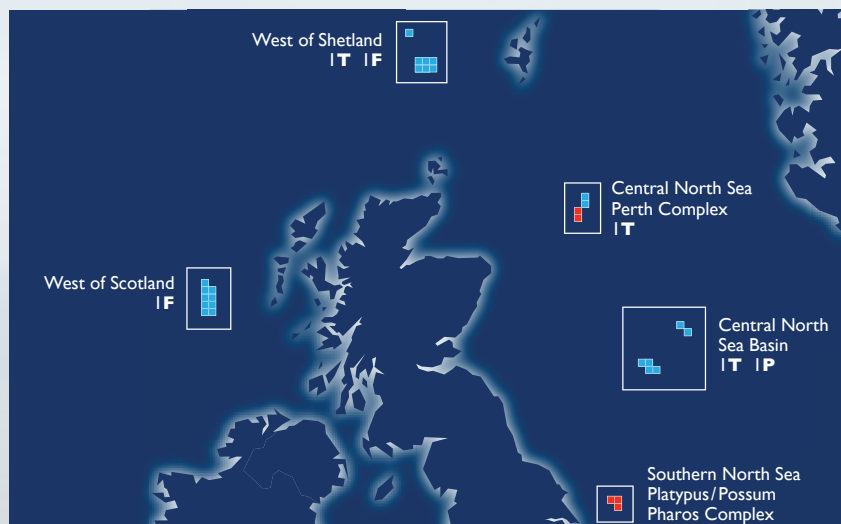 West of Shetland
1T 1F
Central North Sea
Perth Complex
1T
West of Scotland
1F
Central North
Sea Basin
1T 1P
Southern North Sea
Platypus/Possum
Pharos Complex